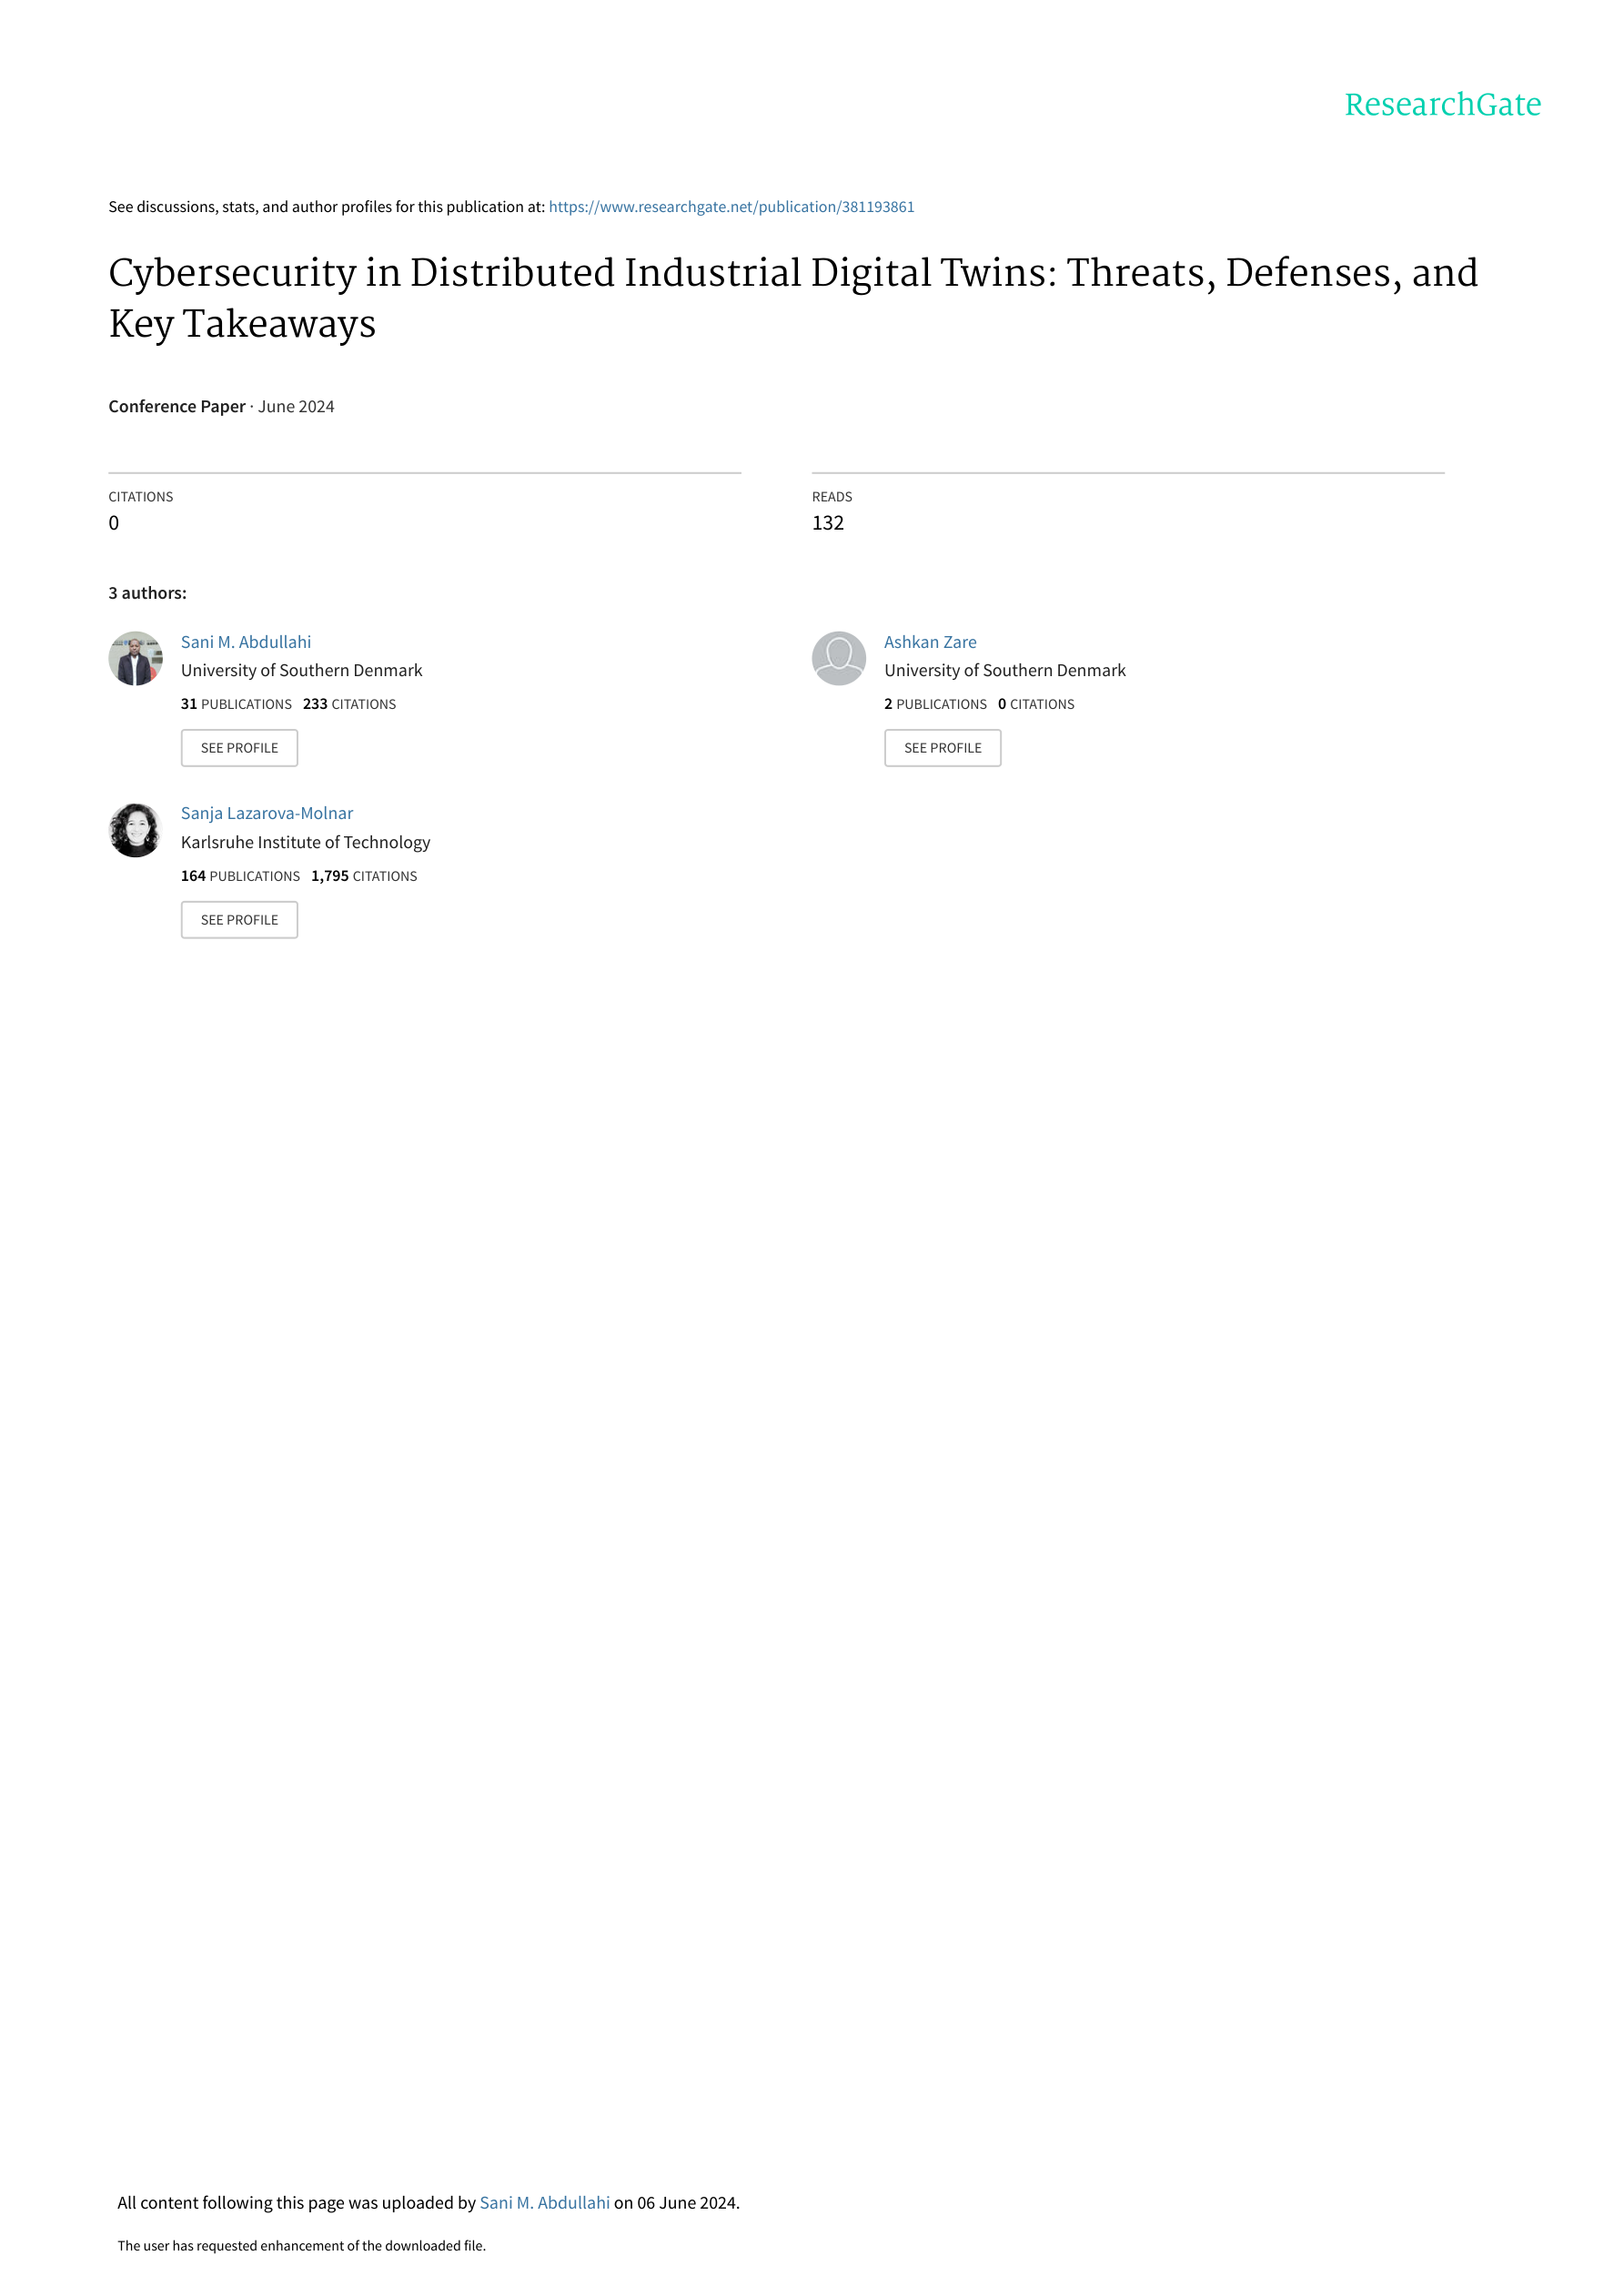 ResearchGate
See discussions, stats, and author profiles for this publication at: https://www.researchgate.net/publication/381193861
Cybersecurity in Distributed Industrial Digital Twins: Threats, Defenses, and
Key Takeaways
Conference Paper · June 2024
CITATIONS
0
READS
132
3 authors:
Sani M. Abdullahi
University of Southern Denmark
31 PUBLICATIONS 233 CITATIONS
SEE PROFILE
Ashkan Zare
University of Southern Denmark
2 PUBLICATIONS 0 CITATIONS
SEE PROFILE
Sanja Lazarova-Molnar
Karlsruhe Institute of Technology
164 PUBLICATIONS 1,795 CITATIONS
SEE PROFILE
All content following this page was uploaded by Sani M. Abdullahi on 06 June 2024.
The user has requested enhancement of the downloaded file.